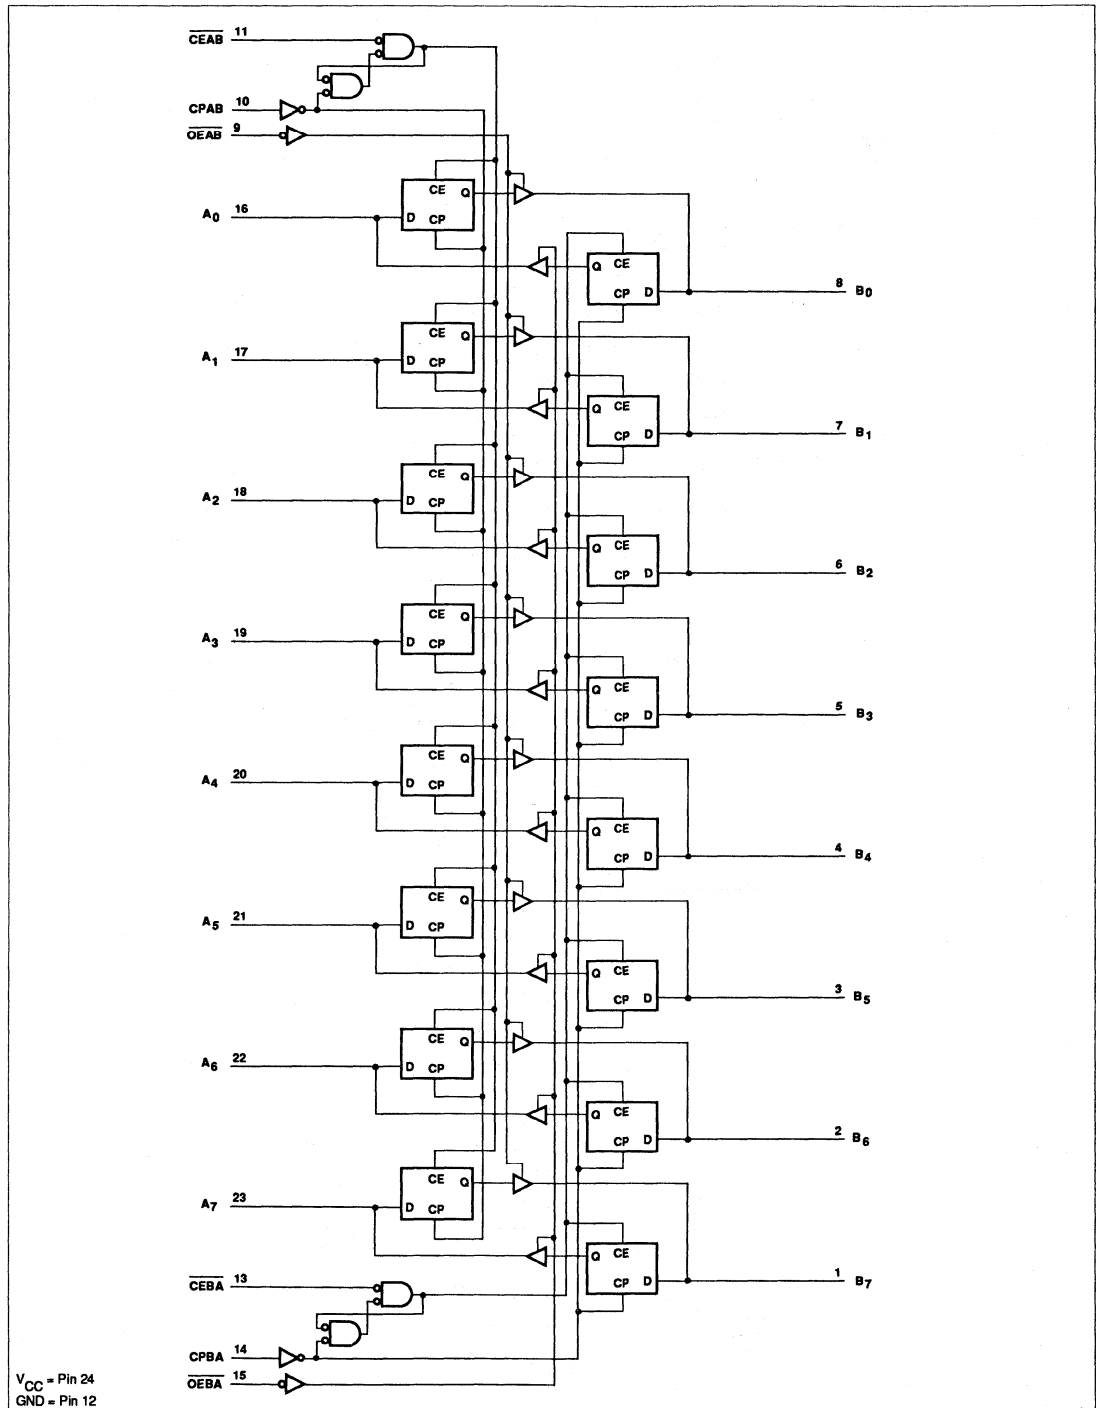 C̅E̅A̅B̅ 11
CPAB 10
O̅E̅A̅B̅ 9
CE Q
A0 16 D CP
Q CE
CP D 8 B0
CE Q
A1 17 D CP
Q CE
CP D 7 B1
CE Q
A2 18 D CP
Q CE
CP D 6 B2
CE Q
A3 19 D CP
Q CE
CP D 5 B3
CE Q
A4 20 D CP
Q CE
CP D 4 B4
CE Q
A5 21 D CP
Q CE
CP D 3 B5
CE Q
A6 22 D CP
Q CE
CP D 2 B6
CE Q
A7 23 D CP
Q CE
CP D 1 B7
C̅E̅B̅A̅ 13
CPBA 14
O̅E̅B̅A̅ 15
VCC = Pin 24
GND = Pin 12